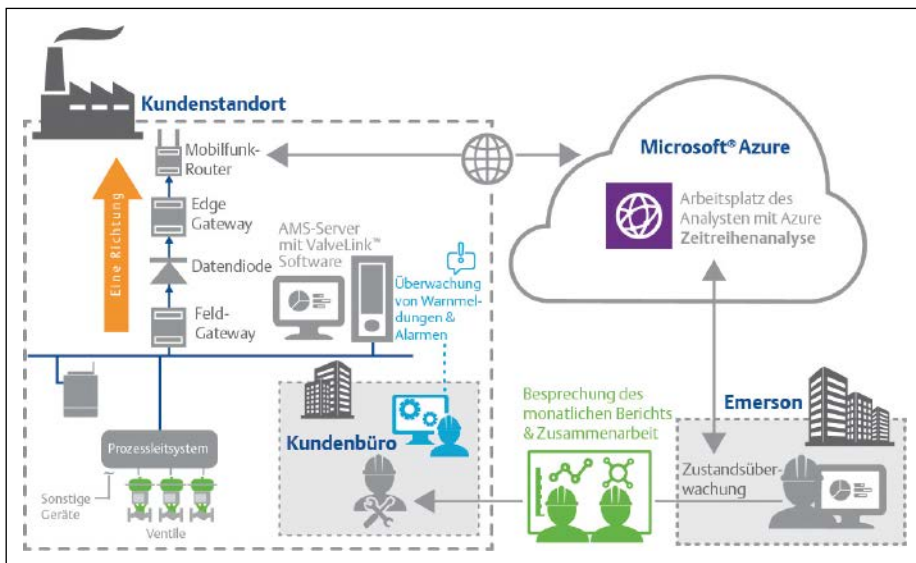 Kundenstandort
Mobilfunk-
Router
Edge
Gateway
Datendiode
Feld-
Gateway
Eine Richtung
AMS-Server
mit ValveLink™
Software
Überwachung
von Warnmel-
dungen &
Alarmen
Microsoft® Azure
Arbeitsplatz des
Analysten mit Azure
Zeitreihenanalyse
Prozessleitsystem
Sonstige
Geräte
Ventile
Kundenbüro
Besprechung des
monatlichen Berichts
& Zusammenarbeit
Emerson
Zustandsüber-
wachung